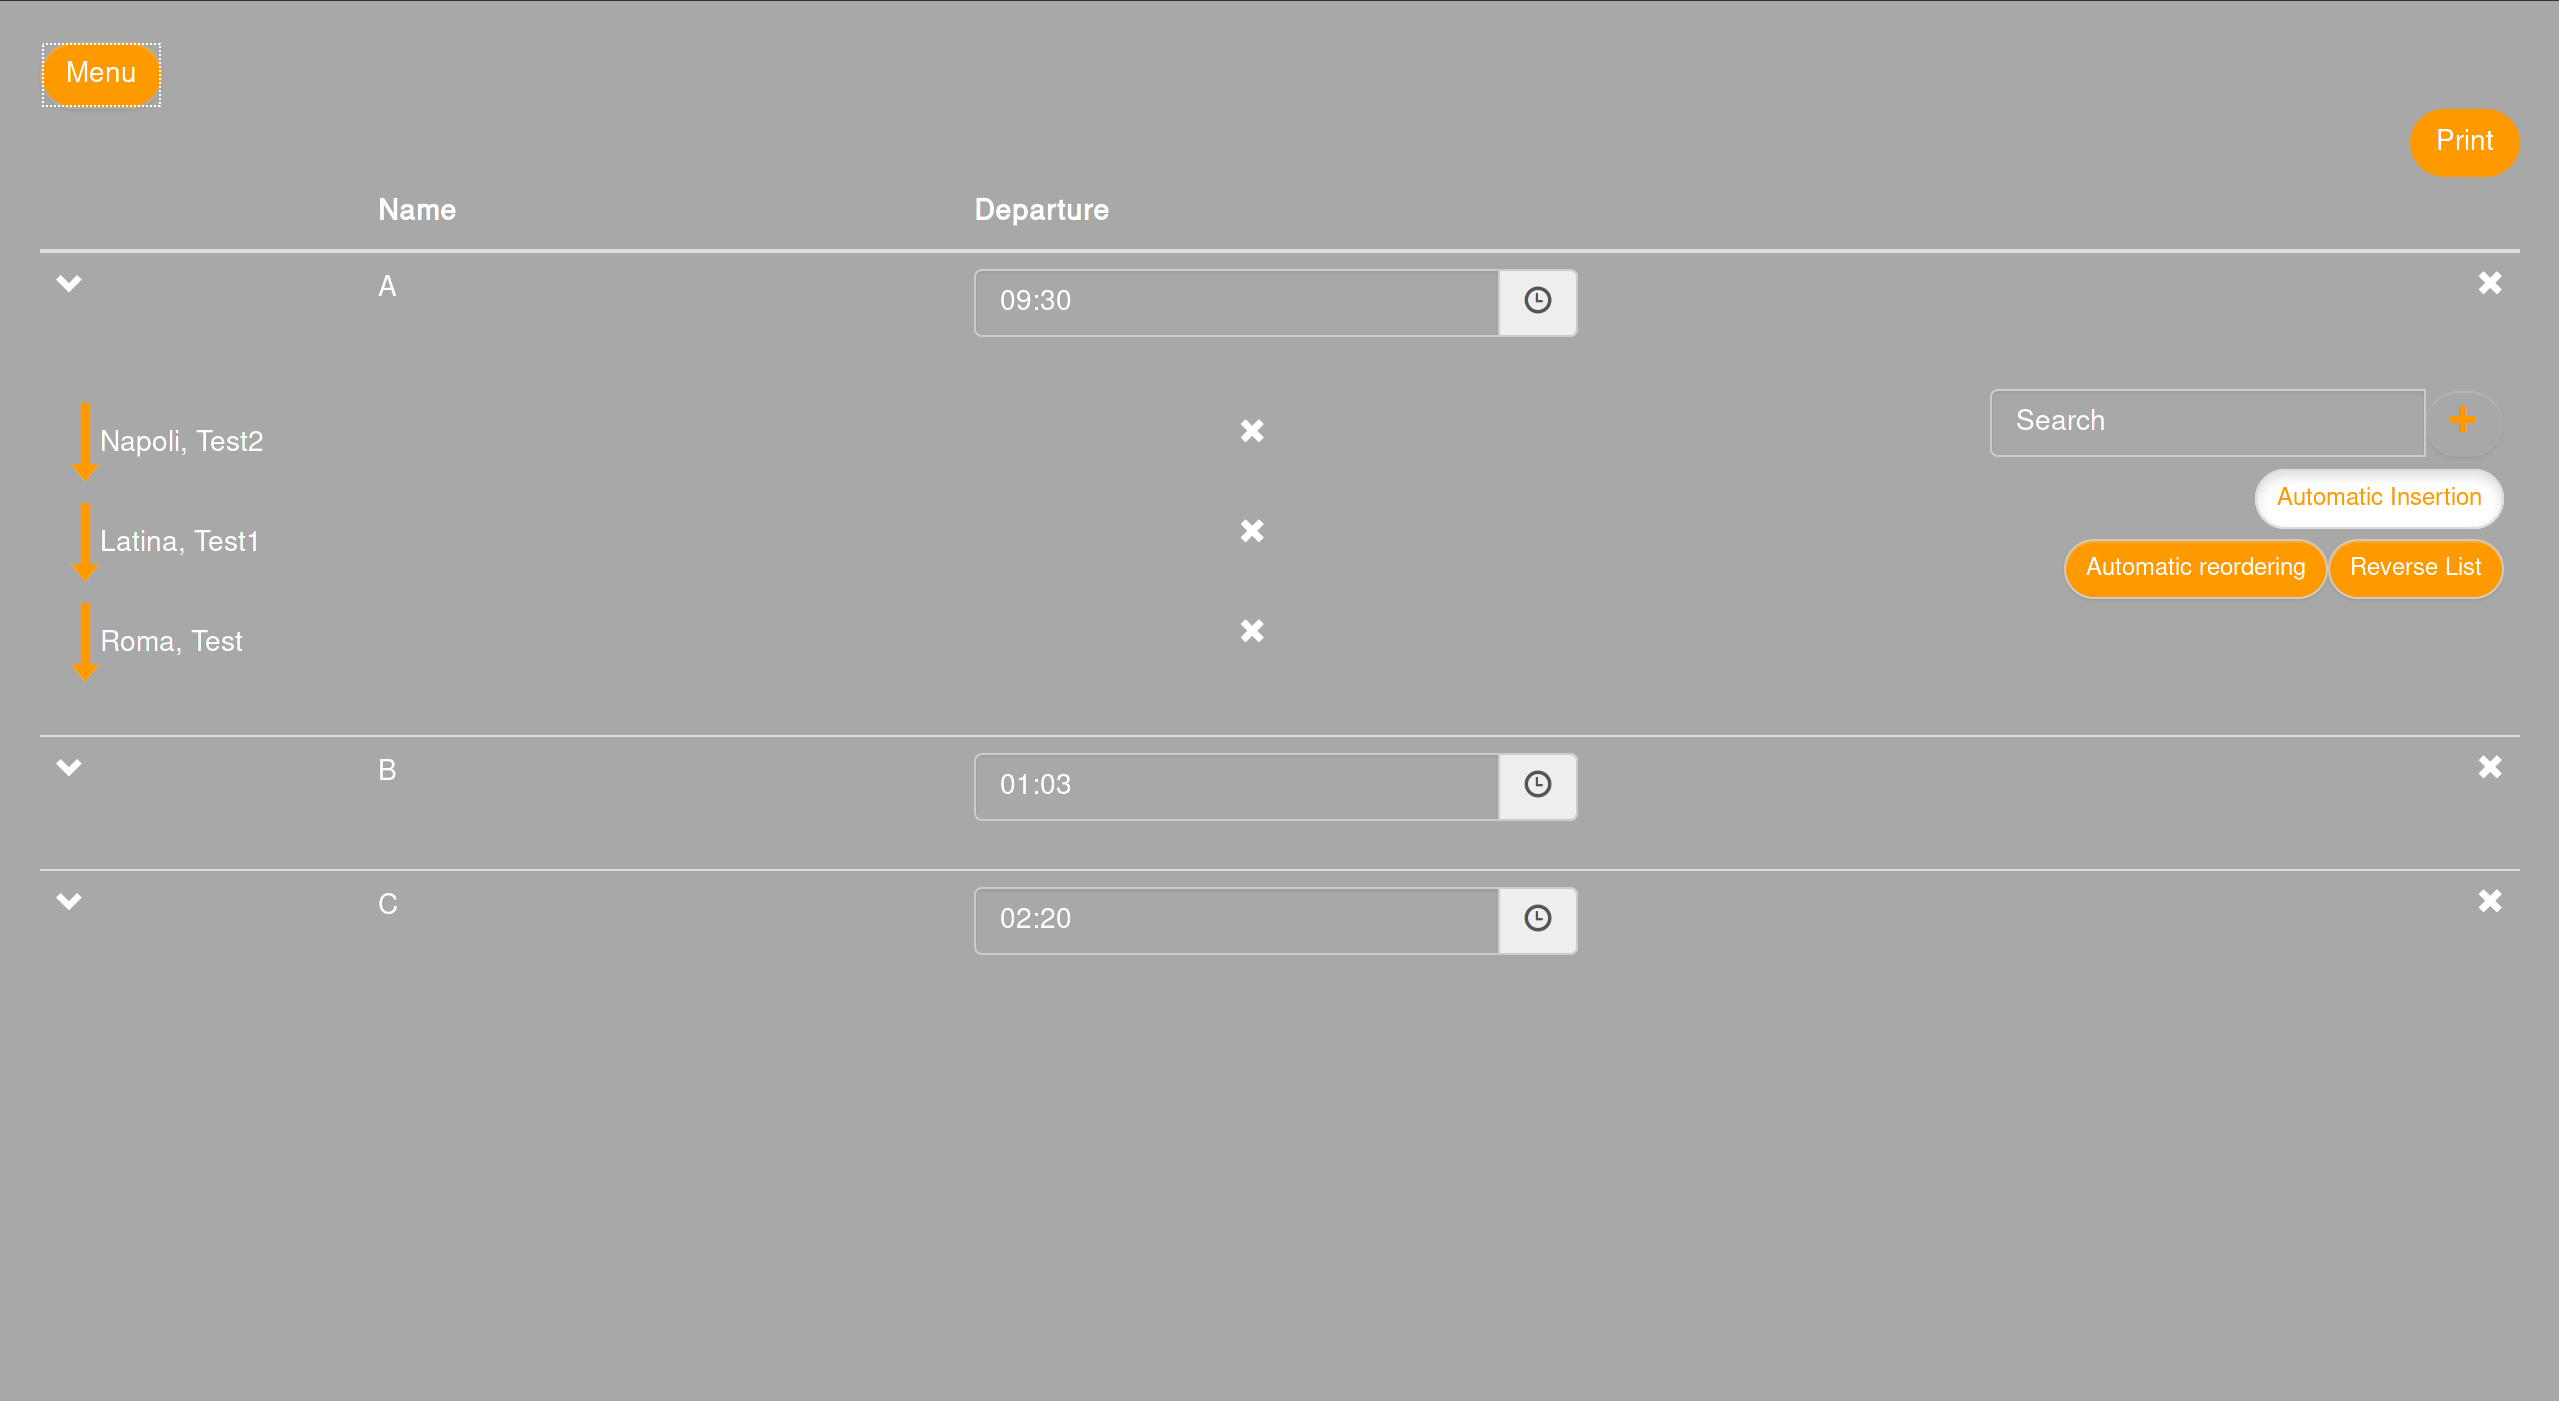 Menu
Print
Name Departure
A 09:30
Napoli, Test2 Search
Automatic Insertion
Latina, Test1
Automatic reordering Reverse List
Roma, Test
B 01:03
C 02:20